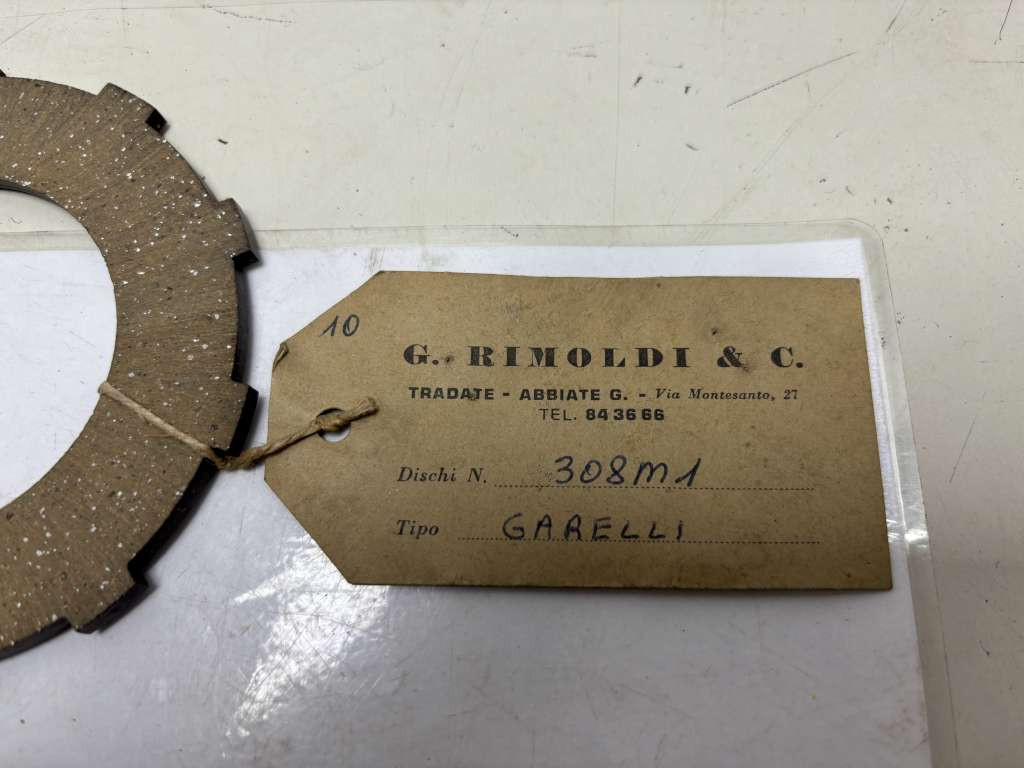 10
G. RIMOLDI & C.
TRADATE - ABBIATE G. - Via Montesanto, 27
TEL. 84 36 66
Dischi N. 308M1
Tipo GARELLI